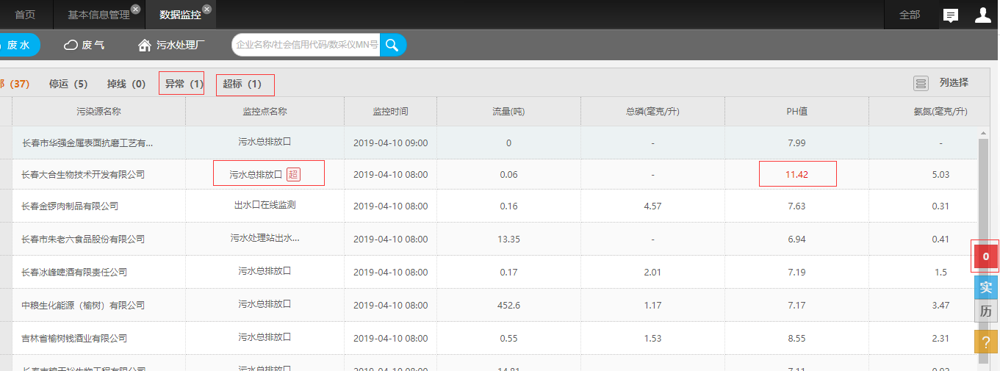 首页 基本信息管理 数据监控 全部
废水 废气 污水处理厂 企业名称/社会信用代码/数采仪MN号
(37) 停运 (5) 掉线 (0) 异常 (1) 超标 (1) 列选择
污染源名称 监控点名称 监控时间 流量(吨) 总磷(毫克/升) PH值 氨氮(毫克/升)
长春市华强金属表面抗磨工艺有... 污水总排放口 2019-04-10 09:00 0 - 7.99 -
长春大合生物技术开发有限公司 污水总排放口 超 2019-04-10 08:00 0.06 - 11.42 5.03
长春金锣肉制品有限公司 出水口在线监测 2019-04-10 08:00 0.16 4.57 7.63 0.31
长春市朱老六食品股份有限公司 污水处理站出水... 2019-04-10 08:00 13.35 - 6.94 0.41
0
长春冰峰啤酒有限责任公司 污水总排放口 2019-04-10 08:00 0.17 2.01 7.19 1.5
实
中粮生化能源（榆树）有限公司 污水总排放口 2019-04-10 08:00 452.6 1.17 7.17 3.47
历
吉林省榆树钱酒业有限公司 污水总排放口 2019-04-10 08:00 0.55 1.53 8.55 2.31
?
污水总排放口 2019-04-10 08:00 14.81 7.11